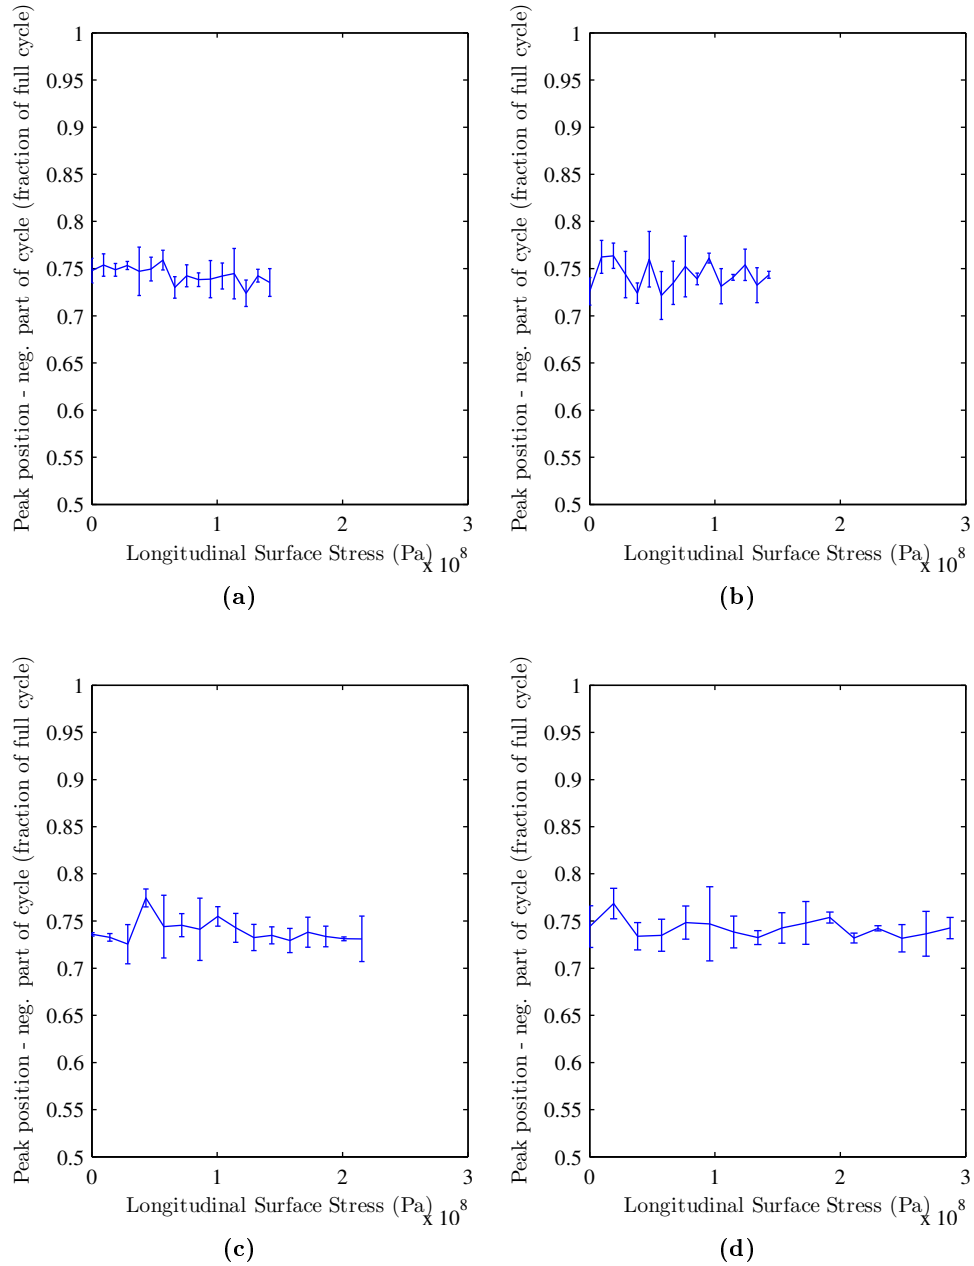 Peak position - neg. part of cycle (fraction of full cycle)
1
0.95
0.9
0.85
0.8
0.75
0.7
0.65
0.6
0.55
0.5
0 1 2 3
Longitudinal Surface Stress (Pa)
x 10^8
(a)
Peak position - neg. part of cycle (fraction of full cycle)
1
0.95
0.9
0.85
0.8
0.75
0.7
0.65
0.6
0.55
0.5
0 1 2 3
Longitudinal Surface Stress (Pa)
x 10^8
(b)
Peak position - neg. part of cycle (fraction of full cycle)
1
0.95
0.9
0.85
0.8
0.75
0.7
0.65
0.6
0.55
0.5
0 1 2 3
Longitudinal Surface Stress (Pa)
x 10^8
(c)
Peak position - neg. part of cycle (fraction of full cycle)
1
0.95
0.9
0.85
0.8
0.75
0.7
0.65
0.6
0.55
0.5
0 1 2 3
Longitudinal Surface Stress (Pa)
x 10^8
(d)